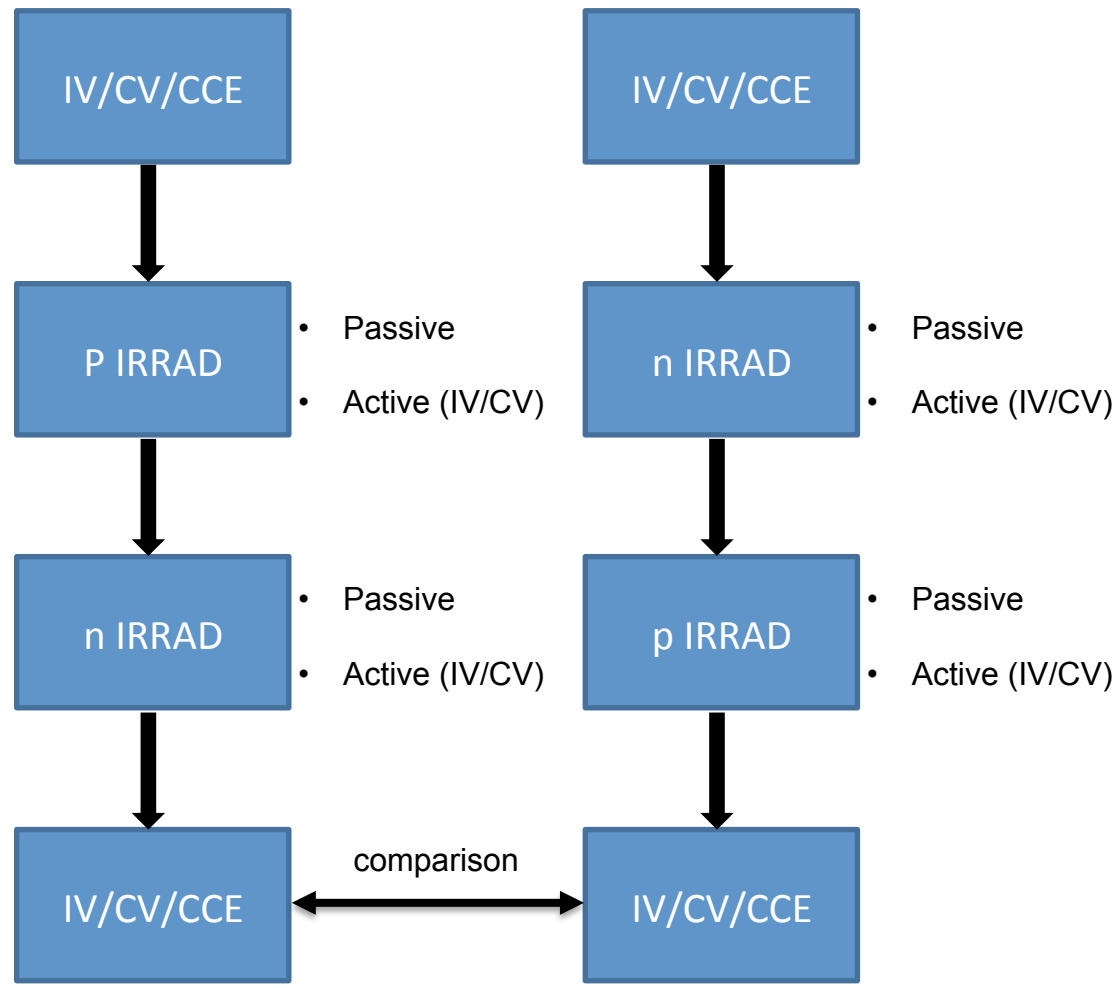 IV/CV/CCE
IV/CV/CCE
P IRRAD
• Passive
• Active (IV/CV)
n IRRAD
• Passive
• Active (IV/CV)
n IRRAD
• Passive
• Active (IV/CV)
p IRRAD
• Passive
• Active (IV/CV)
IV/CV/CCE
comparison
IV/CV/CCE